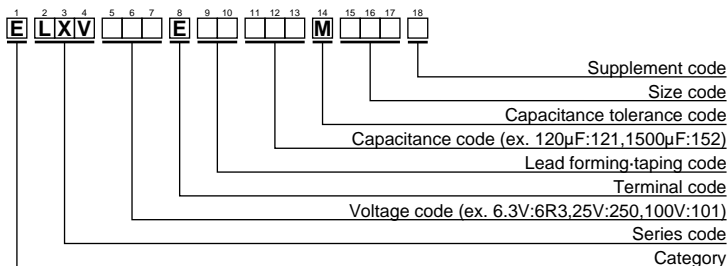 1 2 3 4 5 6 7 8 9 10 11 12 13 14 15 16 17 18
E L X V E M
Supplement code
Size code
Capacitance tolerance code
Capacitance code (ex. 120μF:121,1500μF:152)
Lead forming·taping code
Terminal code
Voltage code (ex. 6.3V:6R3,25V:250,100V:101)
Series code
Category